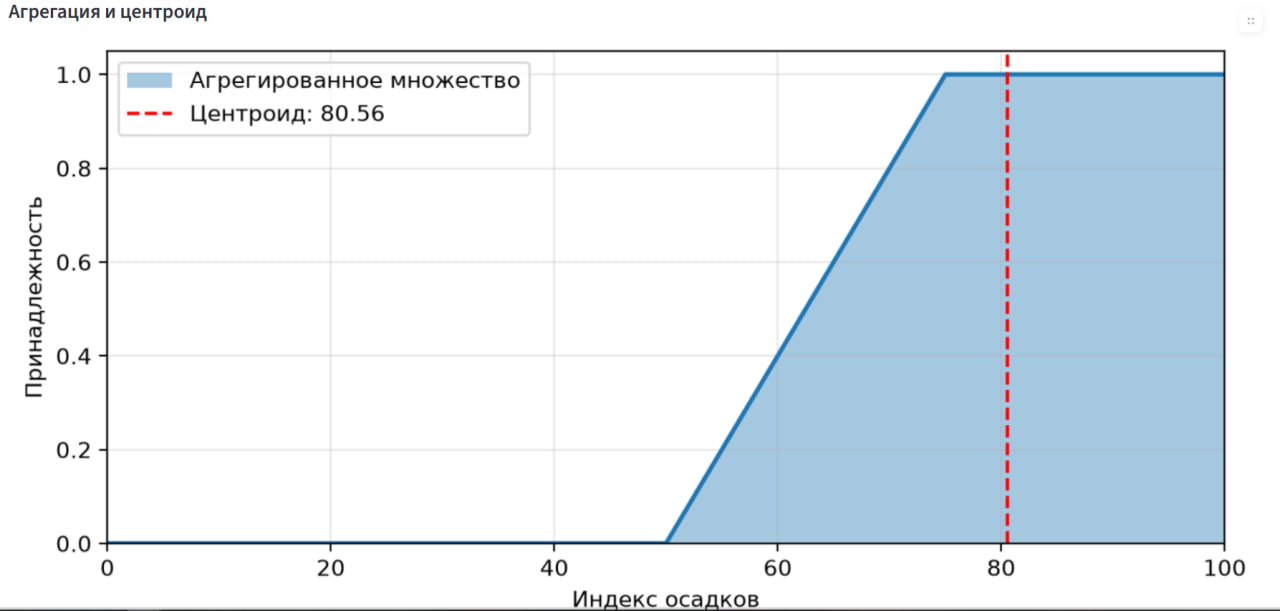 Агрегация и центроид
Агрегированное множество
Центроид: 80.56
Принадлежность
1.0
0.8
0.6
0.4
0.2
0.0
0 20 40 60 80 100
Индекс осадков